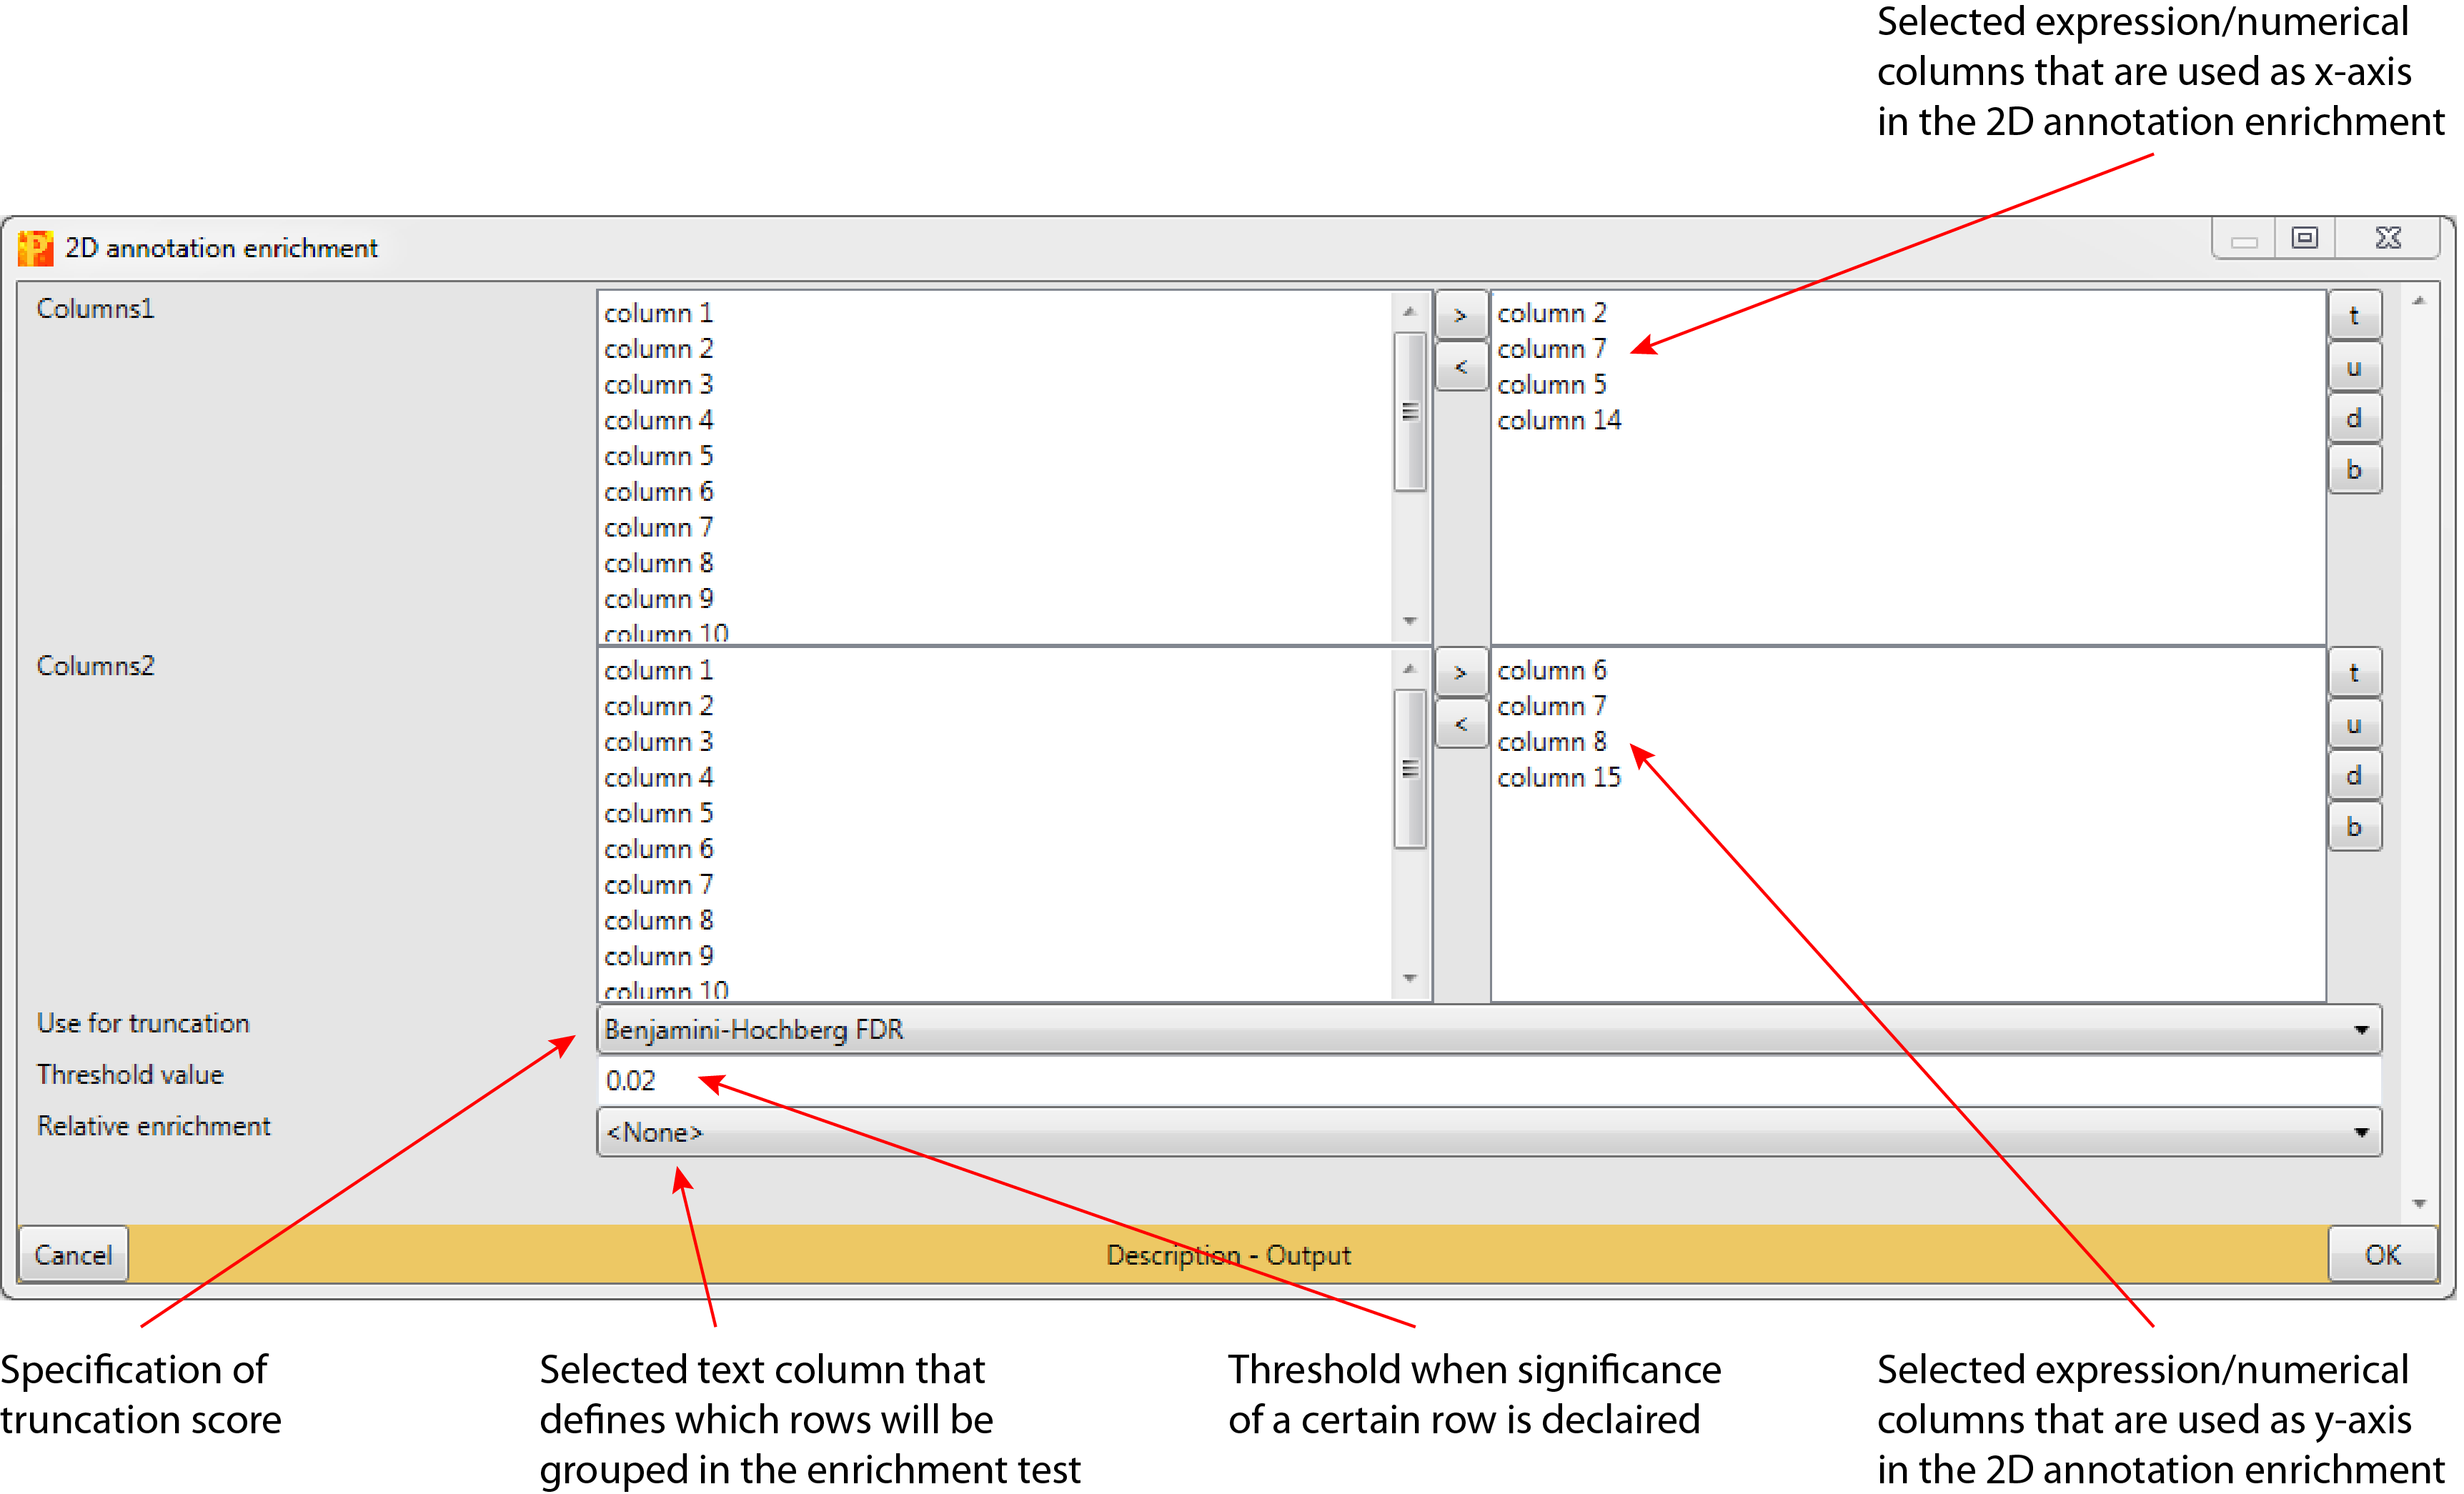 Selected expression/numerical
columns that are used as x-axis
in the 2D annotation enrichment
2D annotation enrichment
Columns1
column 1
column 2
column 3
column 4
column 5
column 6
column 7
column 8
column 9
column 10
>
<
column 2
column 7
column 5
column 14
t
u
d
b
Columns2
column 1
column 2
column 3
column 4
column 5
column 6
column 7
column 8
column 9
column 10
>
<
column 6
column 7
column 8
column 15
t
u
d
b
Use for truncation
Benjamini-Hochberg FDR
Threshold value
0.02
Relative enrichment
<None>
Cancel
Description - Output
OK
Specification of
truncation score
Selected text column that
defines which rows will be
grouped in the enrichment test
Threshold when significance
of a certain row is declaired
Selected expression/numerical
columns that are used as y-axis
in the 2D annotation enrichment